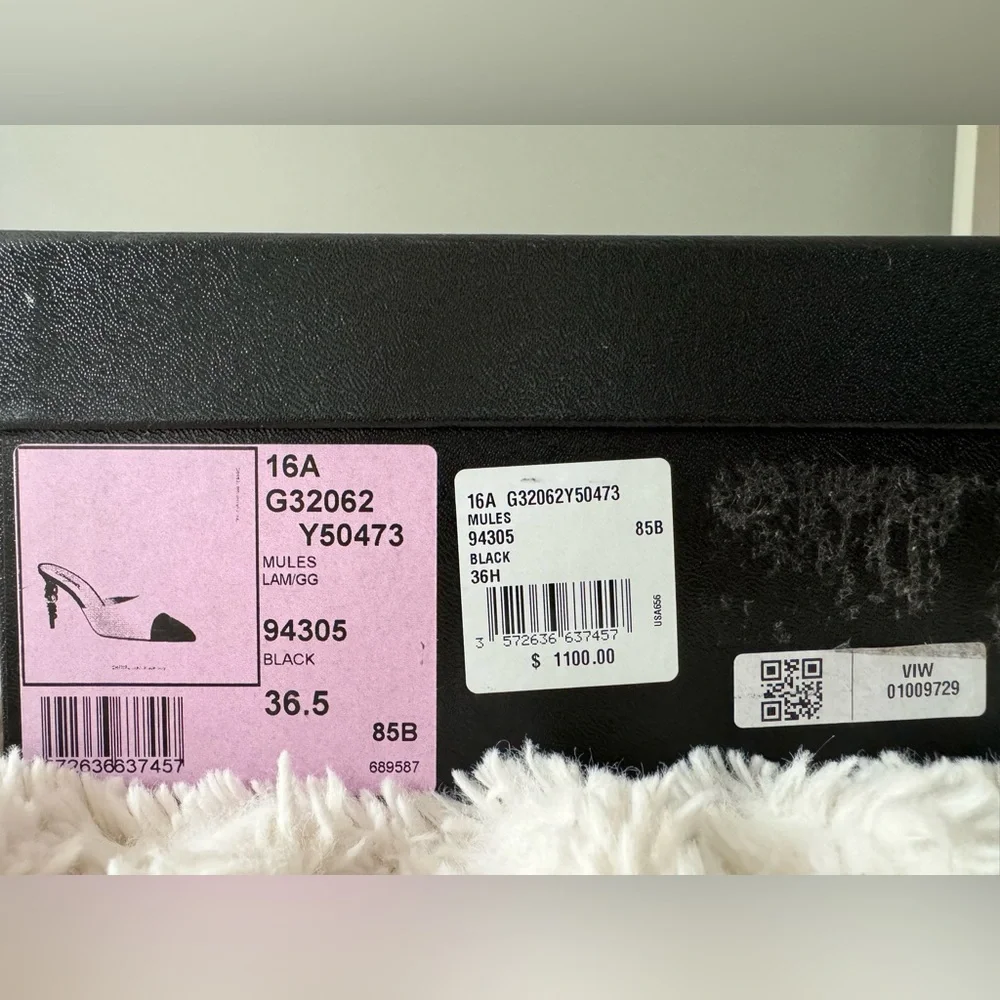 16A
G32062
Y50473
MULES
LAM/GG
94305
BLACK
36.5
85B
689587
572636637457
16A G32062Y50473
MULES
94305
85B
BLACK
36H
USA656
3 572636 637457
$ 1100.00
VIW
01009729